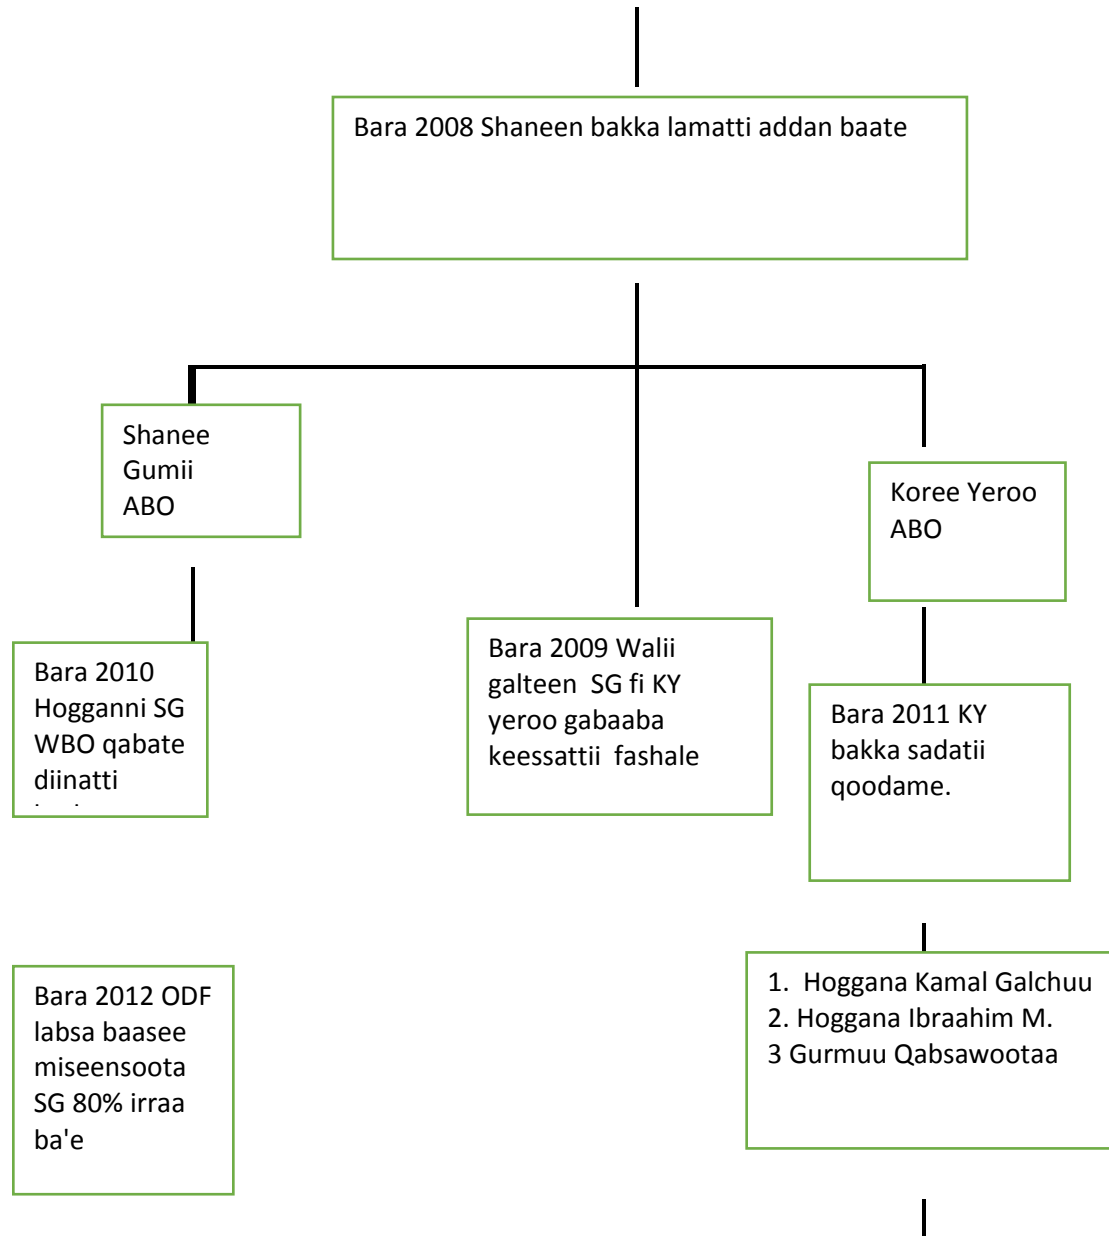 Bara 2008 Shaneen bakka lamatti addan baate
Shanee
Gumii
ABO
Koree Yeroo
ABO
Bara 2010
Hogganni SG
WBO qabate
diinatti
Bara 2009 Walii
galteen SG fi KY
yeroo gabaaba
keessattii fashale
Bara 2011 KY
bakka sadatii
qoodame.
Bara 2012 ODF
labsa baasee
miseensoota
SG 80% irraa
ba'e
1. Hoggana Kamal Galchuu
2. Hoggana Ibraahim M.
3 Gurmuu Qabsawootaa